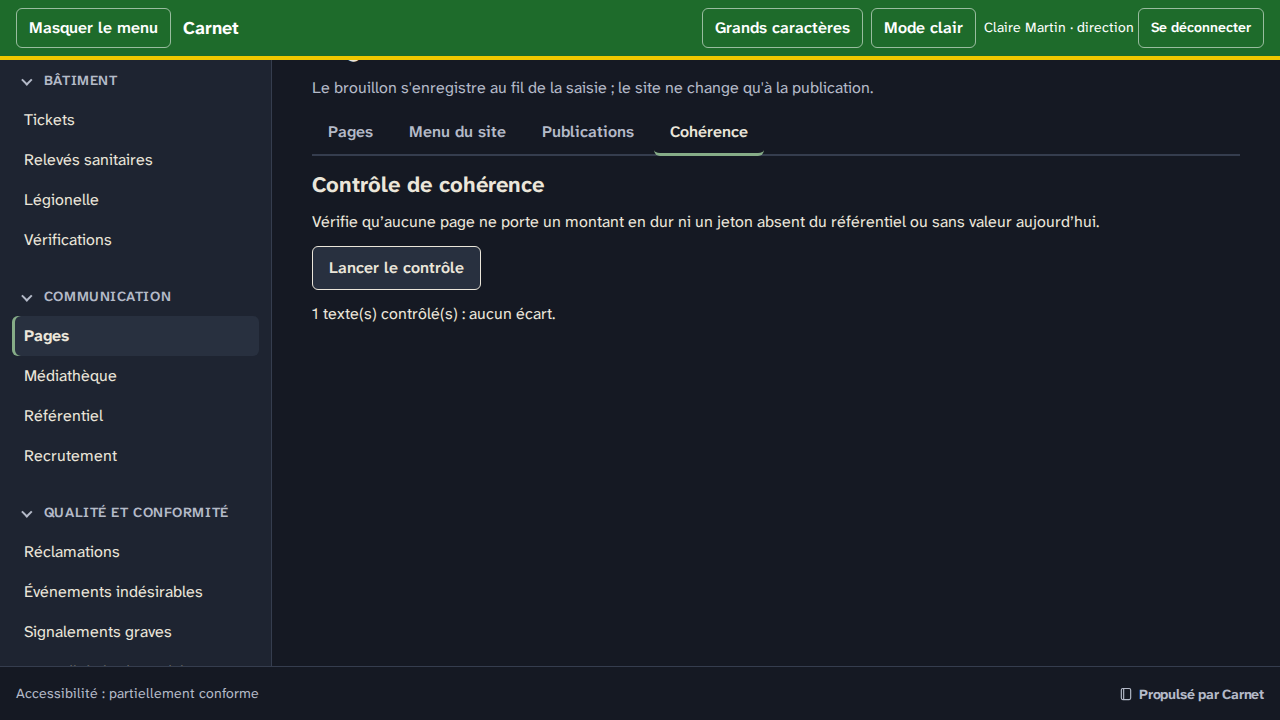 Masquer le menu
Carnet
Grands caractères
Mode clair
Claire Martin · direction
Se déconnecter
BÂTIMENT
Tickets
Relevés sanitaires
Légionelle
Vérifications
COMMUNICATION
Pages
Médiathèque
Référentiel
Recrutement
QUALITÉ ET CONFORMITÉ
Réclamations
Événements indésirables
Signalements graves
Le brouillon s'enregistre au fil de la saisie ; le site ne change qu'à la publication.
Pages
Menu du site
Publications
Cohérence
Contrôle de cohérence
Vérifie qu’aucune page ne porte un montant en dur ni un jeton absent du référentiel ou sans valeur aujourd’hui.
Lancer le contrôle
1 texte(s) contrôlé(s) : aucun écart.
Accessibilité : partiellement conforme
Propulsé par Carnet